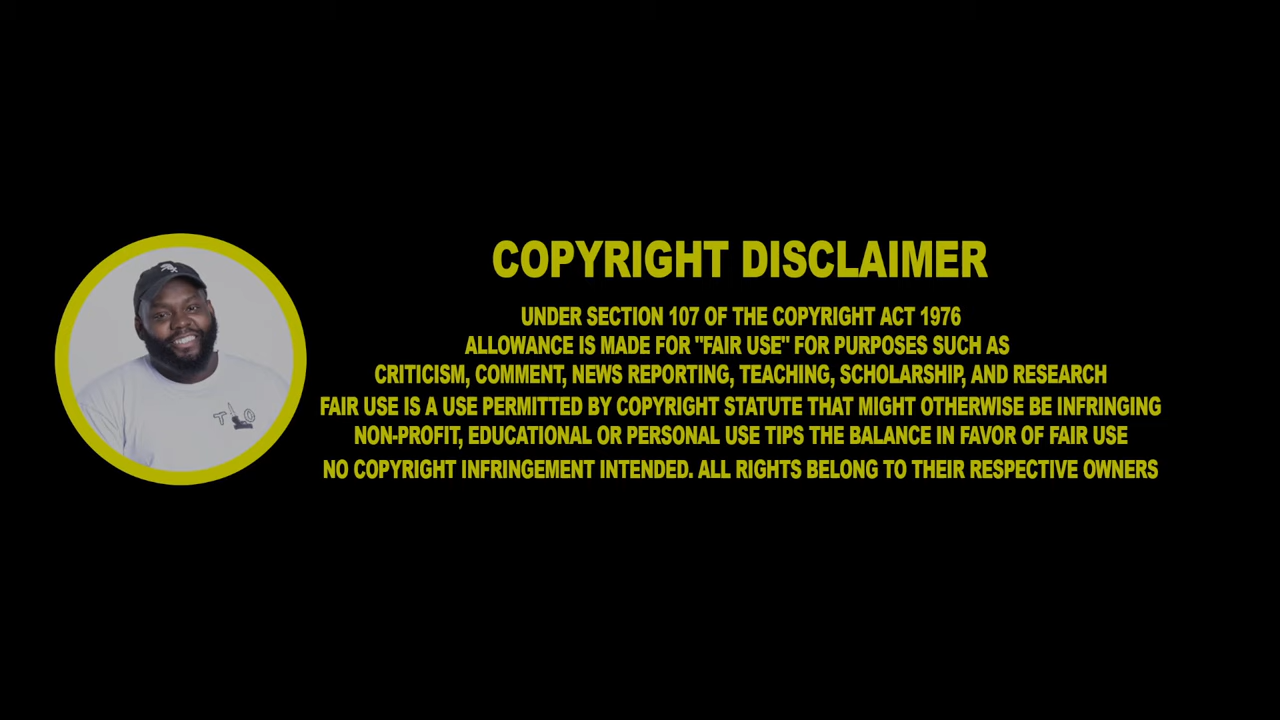 COPYRIGHT DISCLAIMER
UNDER SECTION 107 OF THE COPYRIGHT ACT 1976
ALLOWANCE IS MADE FOR "FAIR USE" FOR PURPOSES SUCH AS
CRITICISM, COMMENT, NEWS REPORTING, TEACHING, SCHOLARSHIP, AND RESEARCH
FAIR USE IS A USE PERMITTED BY COPYRIGHT STATUTE THAT MIGHT OTHERWISE BE INFRINGING
NON-PROFIT, EDUCATIONAL OR PERSONAL USE TIPS THE BALANCE IN FAVOR OF FAIR USE
NO COPYRIGHT INFRINGEMENT INTENDED. ALL RIGHTS BELONG TO THEIR RESPECTIVE OWNERS